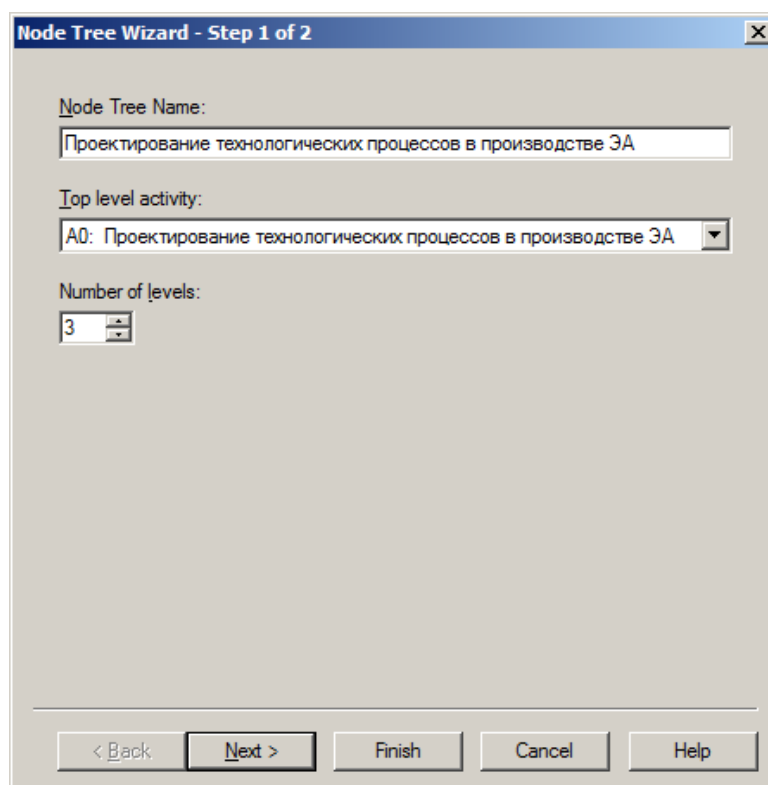 Node Tree Wizard - Step 1 of 2
Node Tree Name:
Проектирование технологических процессов в производстве ЭА
Top level activity:
A0: Проектирование технологических процессов в производстве ЭА
Number of levels:
3
< Back Next > Finish Cancel Help